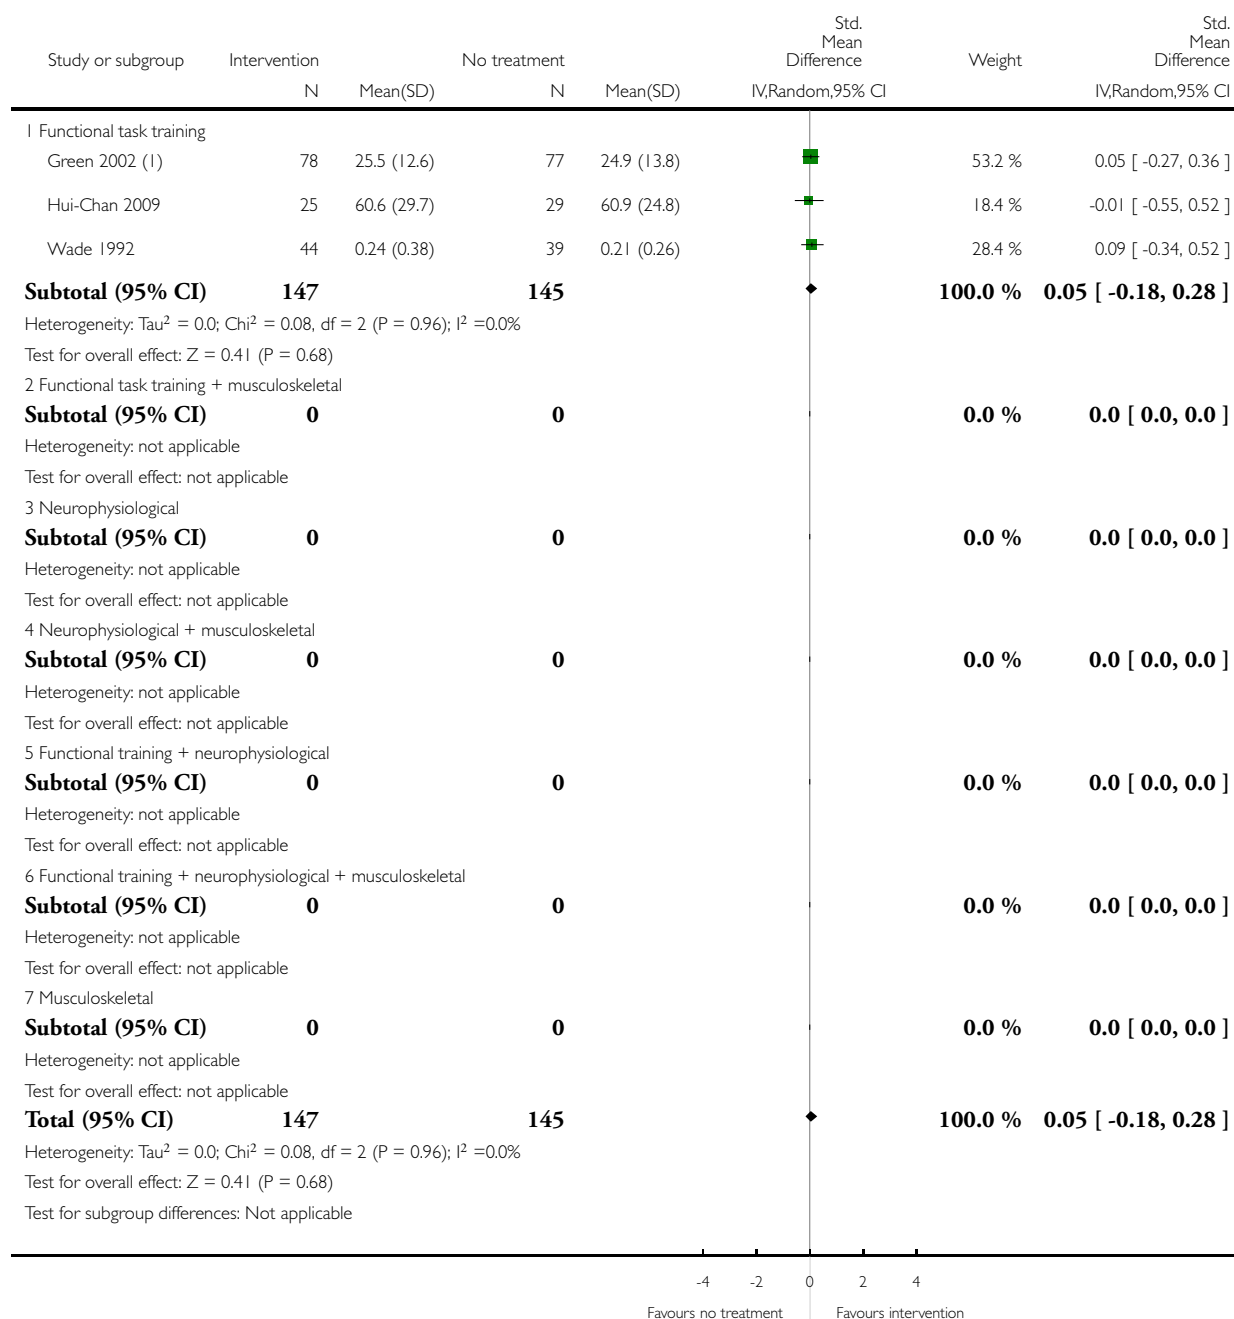 Study or subgroup Intervention No treatment Std. Mean Difference Weight Std. Mean Difference
N Mean(SD) N Mean(SD) IV,Random,95% CI IV,Random,95% CI
1 Functional task training
Green 2002 (1) 78 25.5 (12.6) 77 24.9 (13.8) 53.2 % 0.05 [ -0.27, 0.36 ]
Hui-Chan 2009 25 60.6 (29.7) 29 60.9 (24.8) 18.4 % -0.01 [ -0.55, 0.52 ]
Wade 1992 44 0.24 (0.38) 39 0.21 (0.26) 28.4 % 0.09 [ -0.34, 0.52 ]
Subtotal (95% CI) 147 145 100.0 % 0.05 [ -0.18, 0.28 ]
Heterogeneity: Tau² = 0.0; Chi² = 0.08, df = 2 (P = 0.96); I² =0.0%
Test for overall effect: Z = 0.41 (P = 0.68)
2 Functional task training + musculoskeletal
Subtotal (95% CI) 0 0 0.0 % 0.0 [ 0.0, 0.0 ]
Heterogeneity: not applicable
Test for overall effect: not applicable
3 Neurophysiological
Subtotal (95% CI) 0 0 0.0 % 0.0 [ 0.0, 0.0 ]
Heterogeneity: not applicable
Test for overall effect: not applicable
4 Neurophysiological + musculoskeletal
Subtotal (95% CI) 0 0 0.0 % 0.0 [ 0.0, 0.0 ]
Heterogeneity: not applicable
Test for overall effect: not applicable
5 Functional training + neurophysiological
Subtotal (95% CI) 0 0 0.0 % 0.0 [ 0.0, 0.0 ]
Heterogeneity: not applicable
Test for overall effect: not applicable
6 Functional training + neurophysiological + musculoskeletal
Subtotal (95% CI) 0 0 0.0 % 0.0 [ 0.0, 0.0 ]
Heterogeneity: not applicable
Test for overall effect: not applicable
7 Musculoskeletal
Subtotal (95% CI) 0 0 0.0 % 0.0 [ 0.0, 0.0 ]
Heterogeneity: not applicable
Test for overall effect: not applicable
Total (95% CI) 147 145 100.0 % 0.05 [ -0.18, 0.28 ]
Heterogeneity: Tau² = 0.0; Chi² = 0.08, df = 2 (P = 0.96); I² =0.0%
Test for overall effect: Z = 0.41 (P = 0.68)
Test for subgroup differences: Not applicable
-4 -2 0 2 4
Favours no treatment Favours intervention